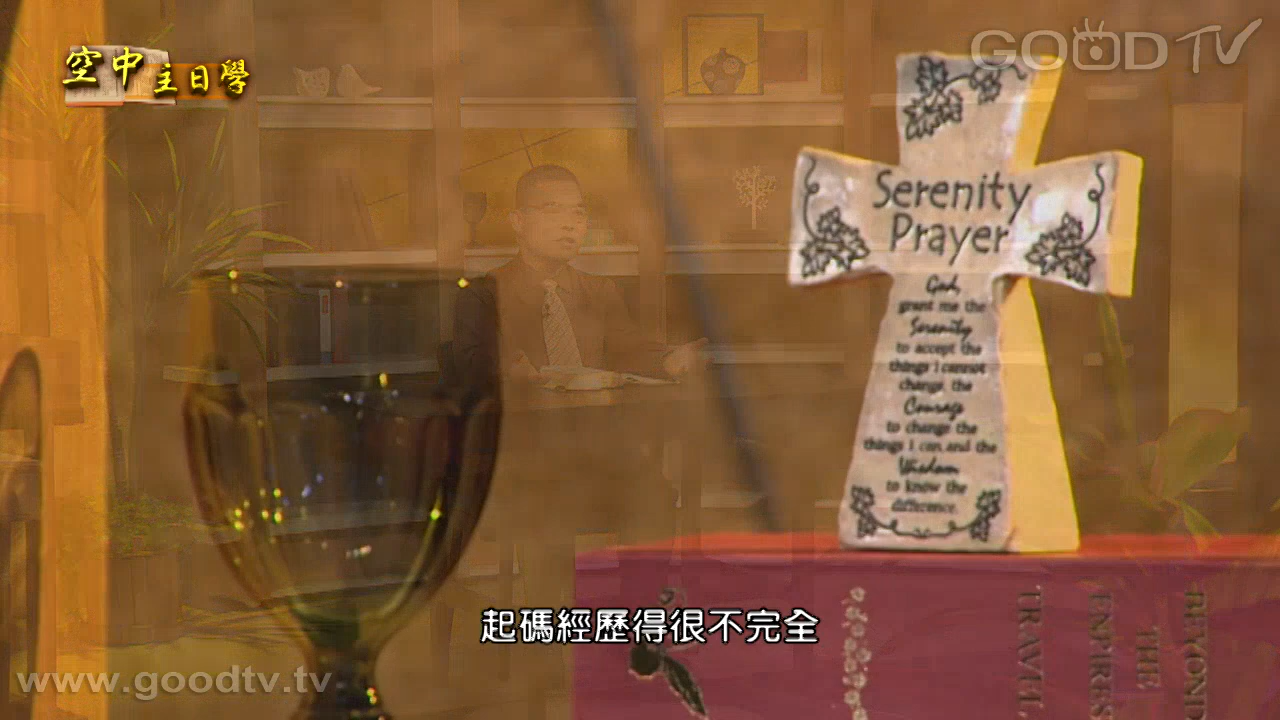 空中主日學
GOOD TV
Serenity
Prayer
God,
grant me the
Serenity
to accept the
things I cannot
change, the
Courage
to change the
things I can, and the
Wisdom
to know the
difference.
起碼經歷得很不完全
TRAVEL
EMPIRES
THE
BEYOND
www.goodtv.tv